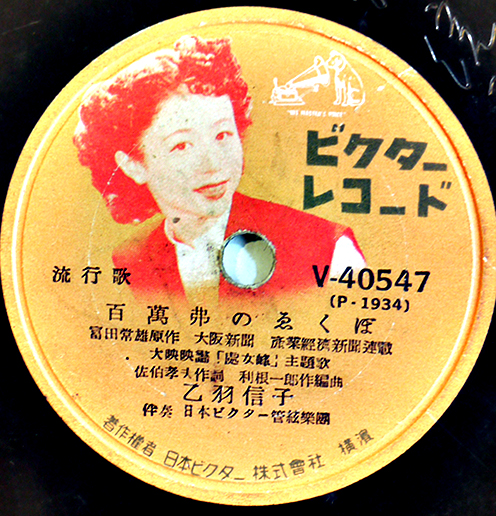 "HIS MASTER'S VOICE"
ビクター
レコード
流行歌
V-40547
(P-1934)
百萬弗のゑくぼ
富田常雄原作 大阪新聞 産業経済新聞連載
大映映畫「處女峰」主題歌
佐伯孝夫作詞 利根一郎作編曲
乙羽信子
伴奏 日本ビクター管絃樂團
著作權者 日本ビクター 株式會社 横濱